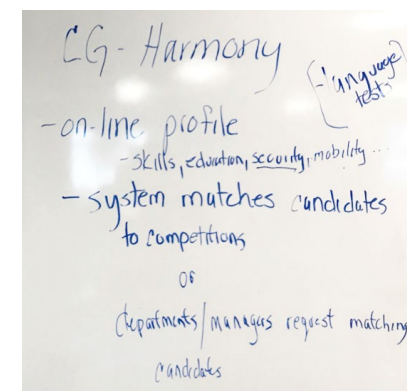 CG-Harmony
(-language
tests)
-on-line profile
-skills, education, security, mobility...
-system matches candidates
to competitions
or
departments/managers request matching
candidates